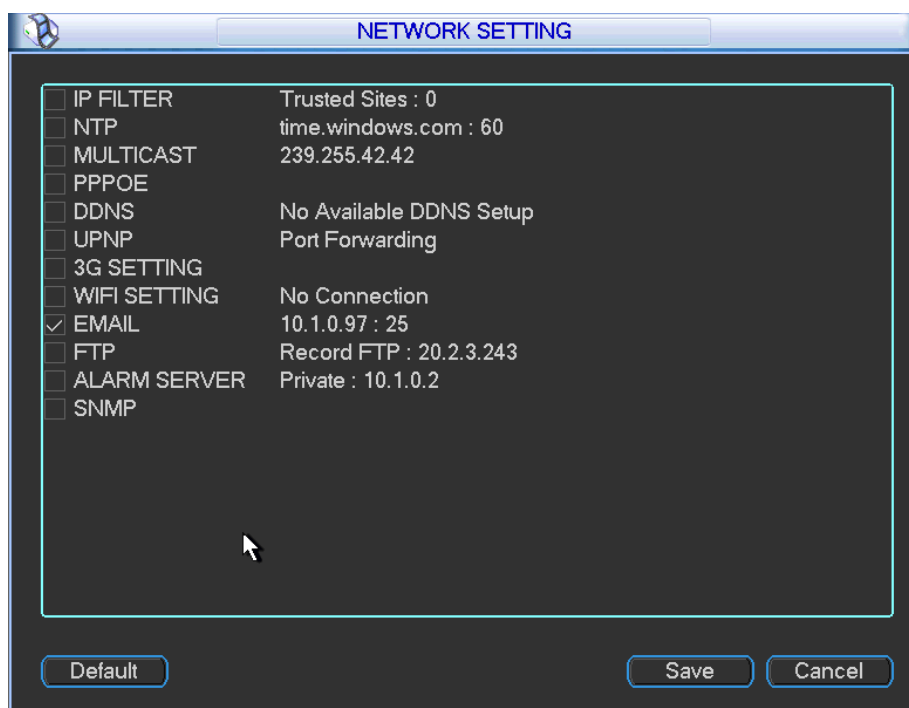 NETWORK SETTING
IP FILTER Trusted Sites : 0
NTP time.windows.com : 60
MULTICAST 239.255.42.42
PPPOE
DDNS No Available DDNS Setup
UPNP Port Forwarding
3G SETTING
WIFI SETTING No Connection
EMAIL 10.1.0.97 : 25
FTP Record FTP : 20.2.3.243
ALARM SERVER Private : 10.1.0.2
SNMP
Default Save Cancel